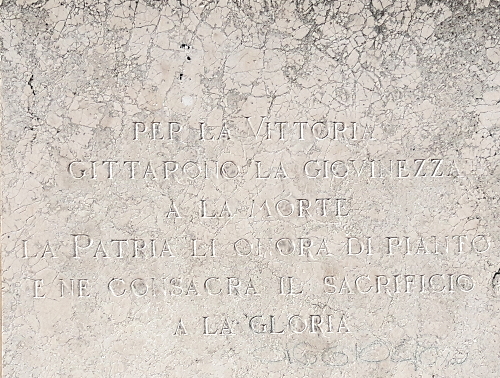 PER LA VITTORIA
GITTARONO LA GIOVINEZZA
A LA MORTE
LA PATRIA LI ONORA DI PIANTO
E NE CONSACRA IL SACRIFICIO
A LA GLORIA